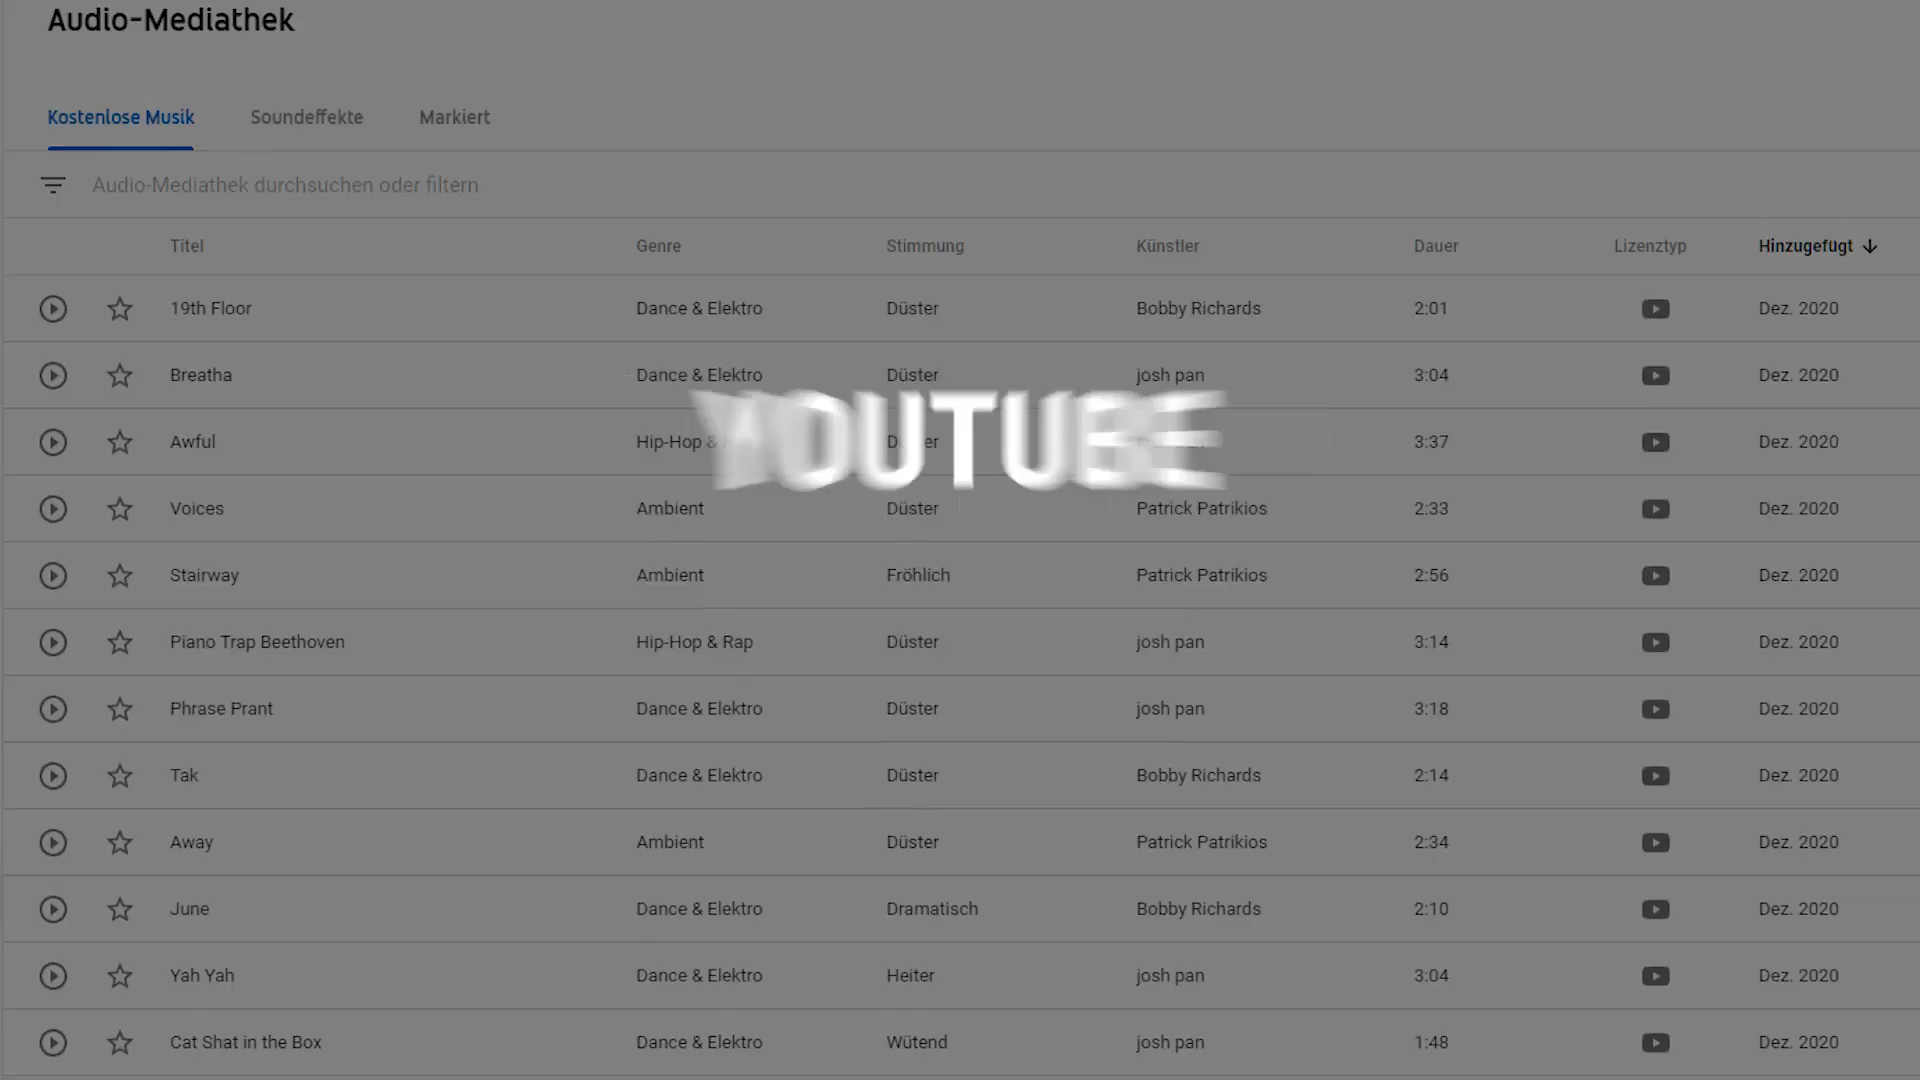 Audio-Mediathek
Kostenlose Musik Soundeffekte Markiert
Audio-Mediathek durchsuchen oder filtern
Titel Genre Stimmung Künstler Dauer Lizenztyp Hinzugefügt
19th Floor Dance & Elektro Düster Bobby Richards 2:01 Dez. 2020
Breatha Dance & Elektro Düster josh pan 3:04 Dez. 2020
YOUTUBE
Awful Hip-Hop & 3:37 Dez. 2020
Voices Ambient Düster Patrick Patrikios 2:33 Dez. 2020
Stairway Ambient Fröhlich Patrick Patrikios 2:56 Dez. 2020
Piano Trap Beethoven Hip-Hop & Rap Düster josh pan 3:14 Dez. 2020
Phrase Prant Dance & Elektro Düster josh pan 3:18 Dez. 2020
Tak Dance & Elektro Düster Bobby Richards 2:14 Dez. 2020
Away Ambient Düster Patrick Patrikios 2:34 Dez. 2020
June Dance & Elektro Dramatisch Bobby Richards 2:10 Dez. 2020
Yah Yah Dance & Elektro Heiter josh pan 3:04 Dez. 2020
Cat Shat in the Box Dance & Elektro Wütend josh pan 1:48 Dez. 2020